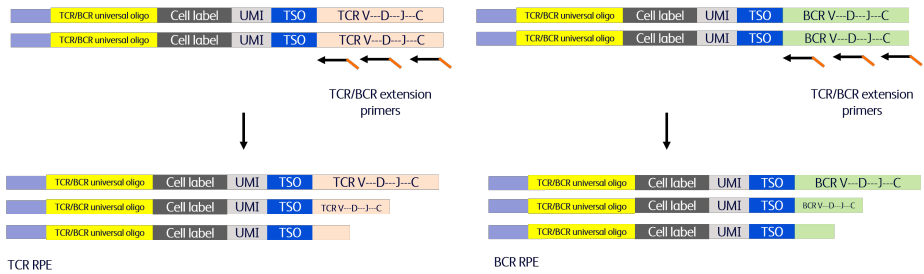 TCR/BCR universal oligo Cell label UMI TSO TCR V---D---J---C
TCR/BCR universal oligo Cell label UMI TSO TCR V---D---J---C
TCR/BCR extension
primers
TCR/BCR universal oligo Cell label UMI TSO TCR V---D---J---C
TCR/BCR universal oligo Cell label UMI TSO TCR V---D---J---C
TCR/BCR universal oligo Cell label UMI TSO
TCR RPE
TCR/BCR universal oligo Cell label UMI TSO BCR V---D---J---C
TCR/BCR universal oligo Cell label UMI TSO BCR V---D---J---C
TCR/BCR extension
primers
TCR/BCR universal oligo Cell label UMI TSO BCR V---D---J---C
TCR/BCR universal oligo Cell label UMI TSO BCR V---D---J---C
TCR/BCR universal oligo Cell label UMI TSO
BCR RPE